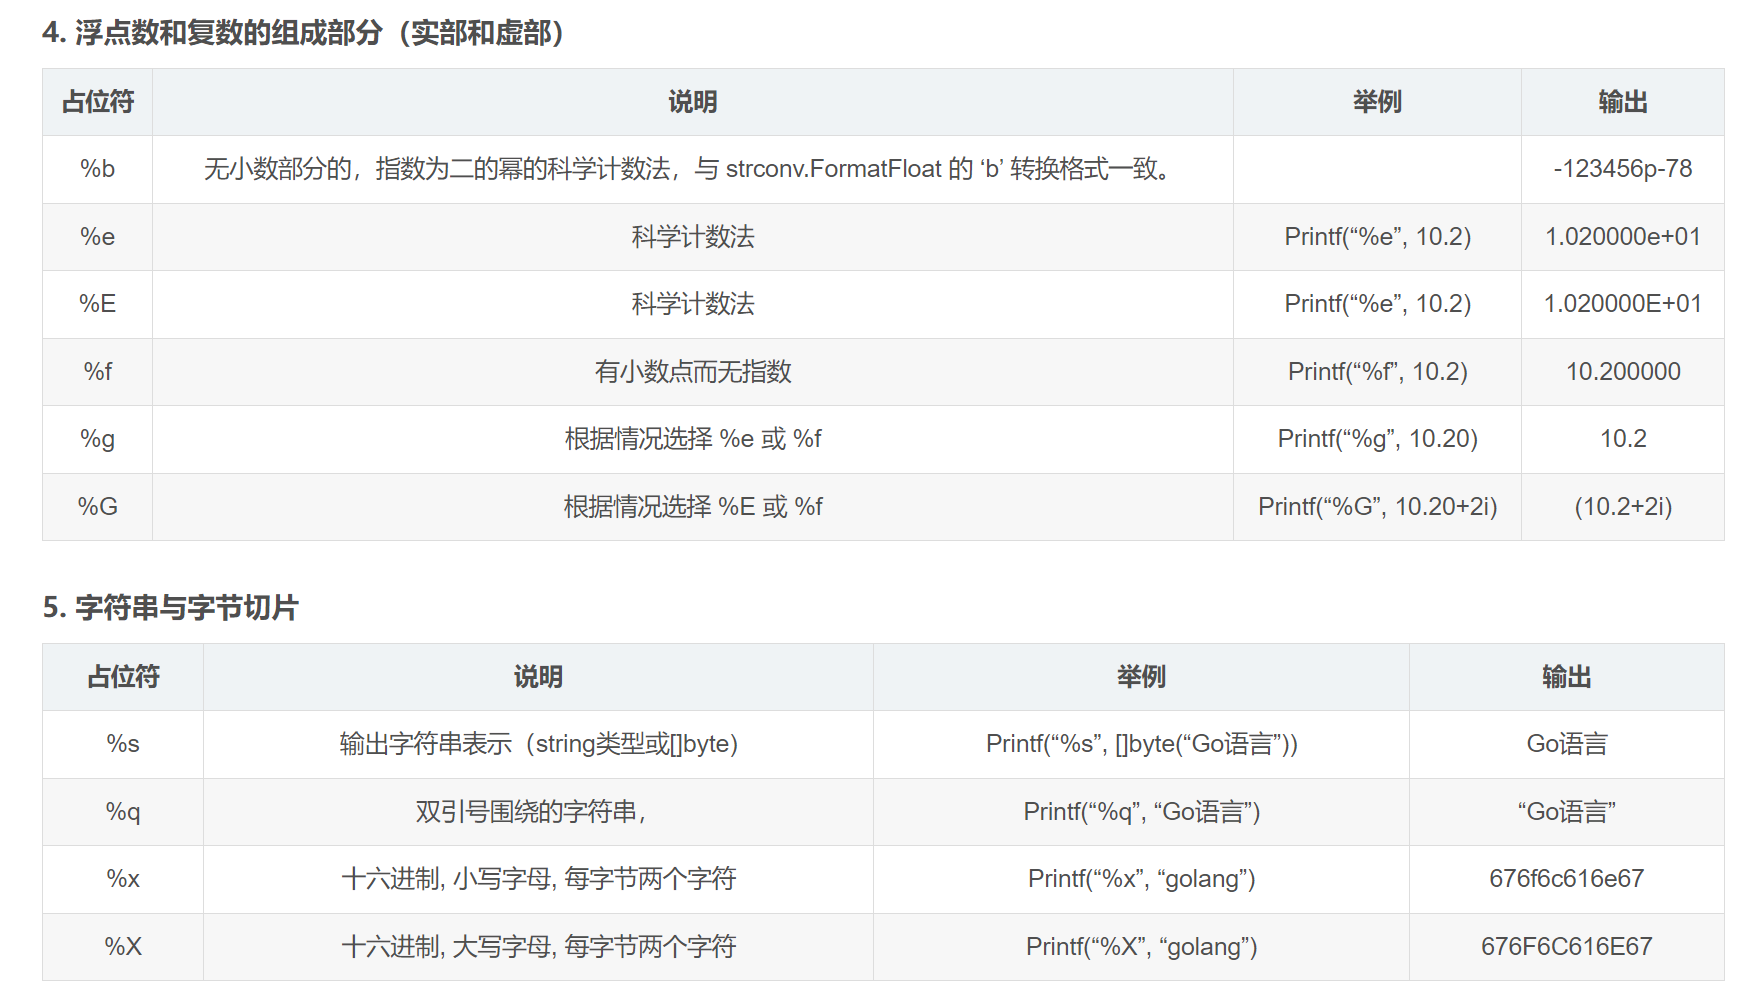 4. 浮点数和复数的组成部分（实部和虚部）
占位符 说明 举例 输出
%b 无小数部分的，指数为二的幂的科学计数法，与 strconv.FormatFloat 的 ‘b’ 转换格式一致。 -123456p-78
%e 科学计数法 Printf(“%e”, 10.2) 1.020000e+01
%E 科学计数法 Printf(“%e”, 10.2) 1.020000E+01
%f 有小数点而无指数 Printf(“%f”, 10.2) 10.200000
%g 根据情况选择 %e 或 %f Printf(“%g”, 10.20) 10.2
%G 根据情况选择 %E 或 %f Printf(“%G”, 10.20+2i) (10.2+2i)
5. 字符串与字节切片
占位符 说明 举例 输出
%s 输出字符串表示（string类型或[]byte) Printf(“%s”, []byte(“Go语言”)) Go语言
%q 双引号围绕的字符串， Printf(“%q”, “Go语言”) “Go语言”
%x 十六进制, 小写字母, 每字节两个字符 Printf(“%x”, “golang”) 676f6c616e67
%X 十六进制, 大写字母, 每字节两个字符 Printf(“%X”, “golang”) 676F6C616E67